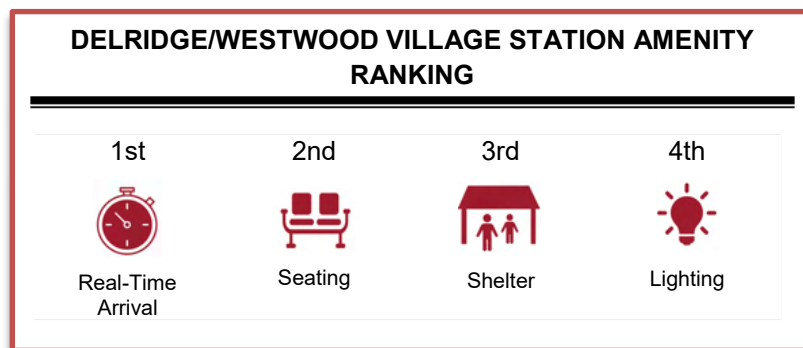 DELRIDGE/WESTWOOD VILLAGE STATION AMENITY
RANKING
1st 2nd 3rd 4th
Real-Time Seating Shelter Lighting
Arrival